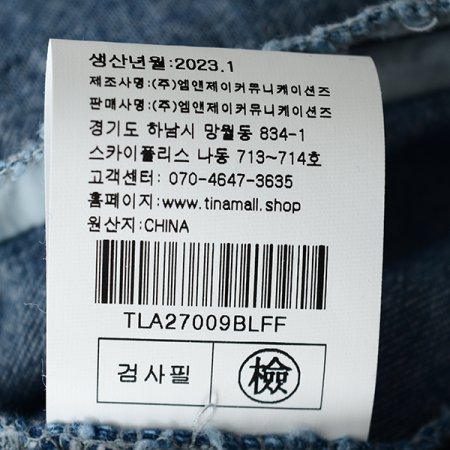 생산년월:2023.1
제조사명:(주)엠앤제이커뮤니케이션즈
판매사명:(주)엠앤제이커뮤니케이션즈
경기도 하남시 망월동 834-1
스카이폴리스 나동 713~714호
고객센터: 070-4647-3635
홈페이지:www.tinamall.shop
원산지:CHINA
TLA27009BLFF
검사필 檢